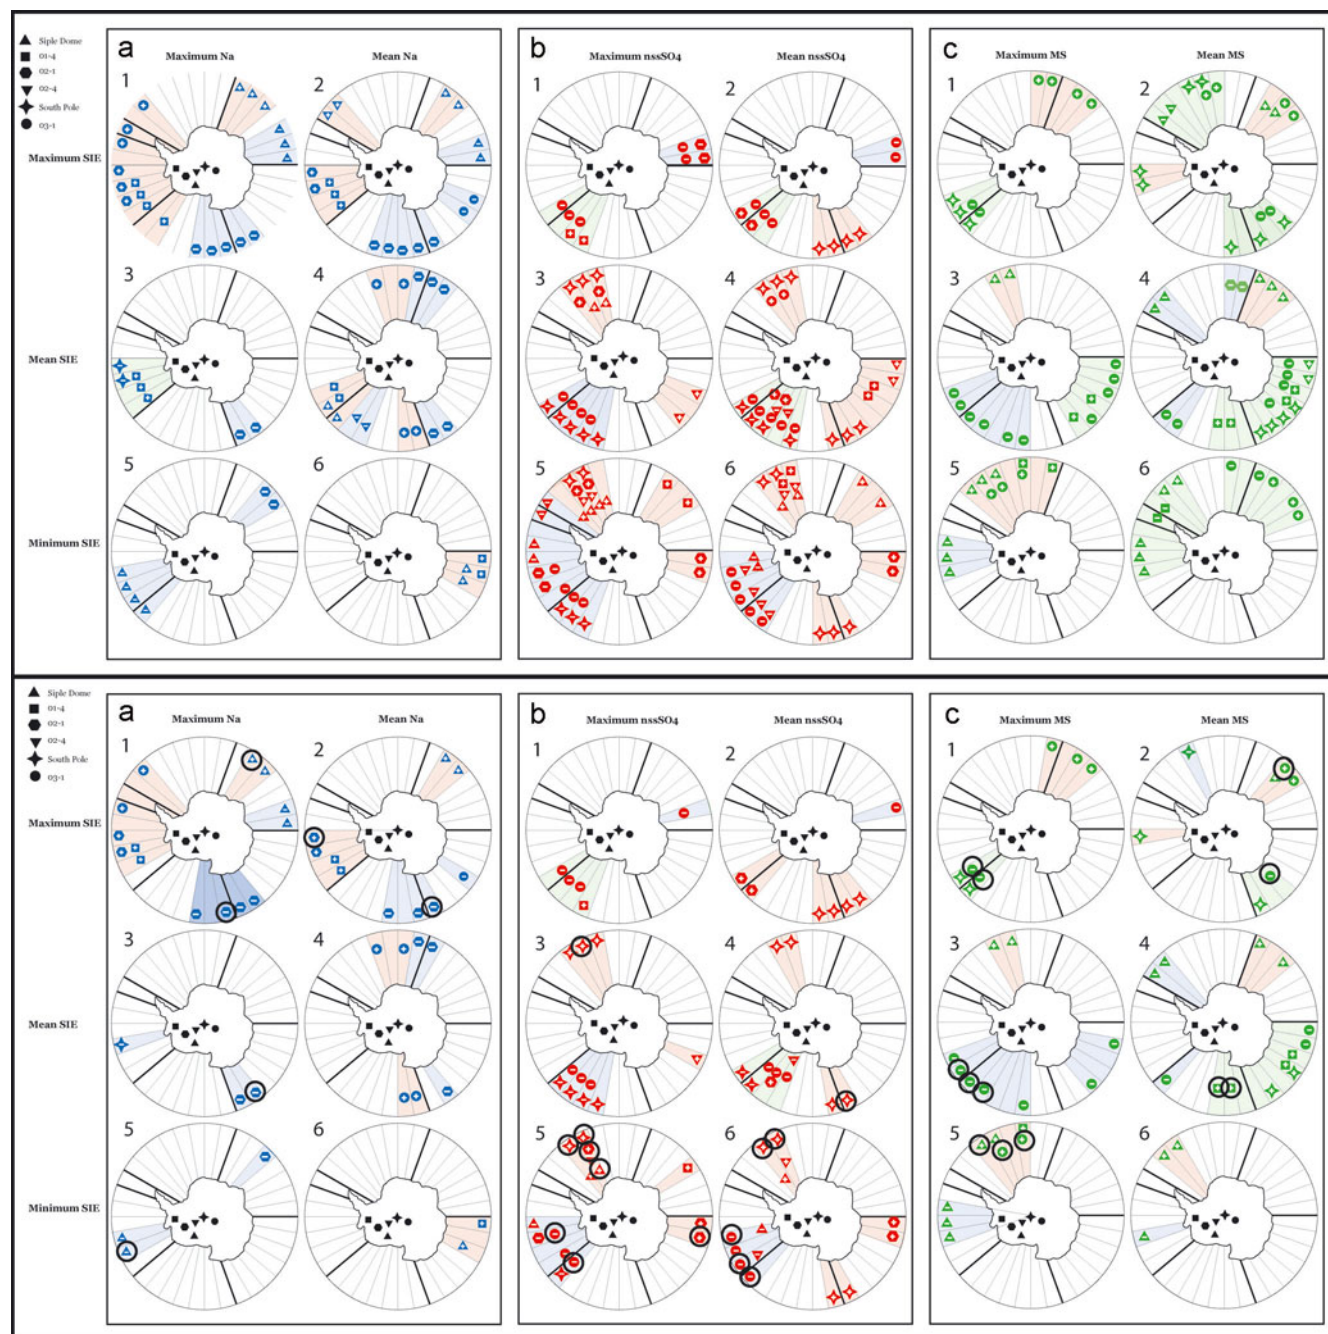 a
b
c
Siple Dome
01-4
02-1
02-4
South Pole
03-1
Maximum Na
Mean Na
Maximum nssSO4
Mean nssSO4
Maximum MS
Mean MS
Maximum SIE
1
2
1
2
1
2
Mean SIE
3
4
3
4
3
4
Minimum SIE
5
6
5
6
5
6
a
b
c
Siple Dome
01-4
02-1
02-4
South Pole
03-1
Maximum Na
Mean Na
Maximum nssSO4
Mean nssSO4
Maximum MS
Mean MS
Maximum SIE
1
2
1
2
1
2
Mean SIE
3
4
3
4
3
4
Minimum SIE
5
6
5
6
5
6